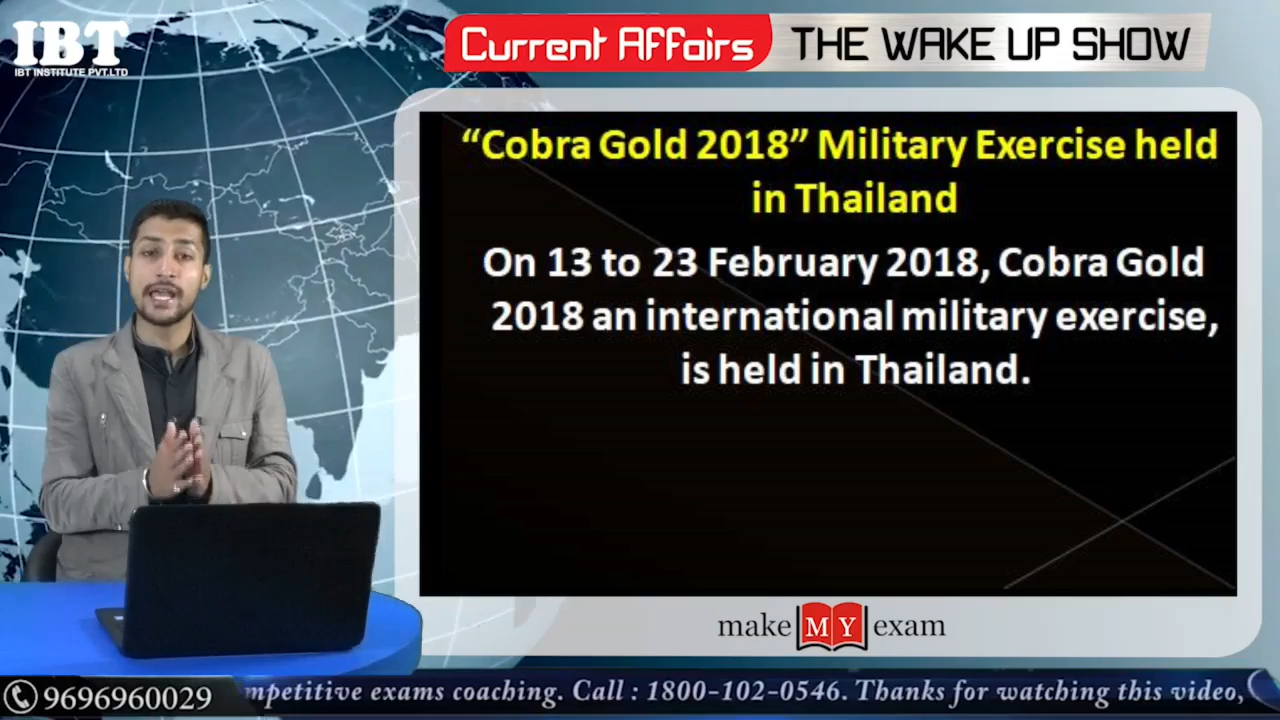 IBT
IBT INSTITUTE PVT.LTD
Current Affairs THE WAKE UP SHOW
“Cobra Gold 2018” Military Exercise held
in Thailand
On 13 to 23 February 2018, Cobra Gold
2018 an international military exercise,
is held in Thailand.
make MY exam
9696960029 mpetitive exams coaching. Call : 1800-102-0546. Thanks for watching this video,